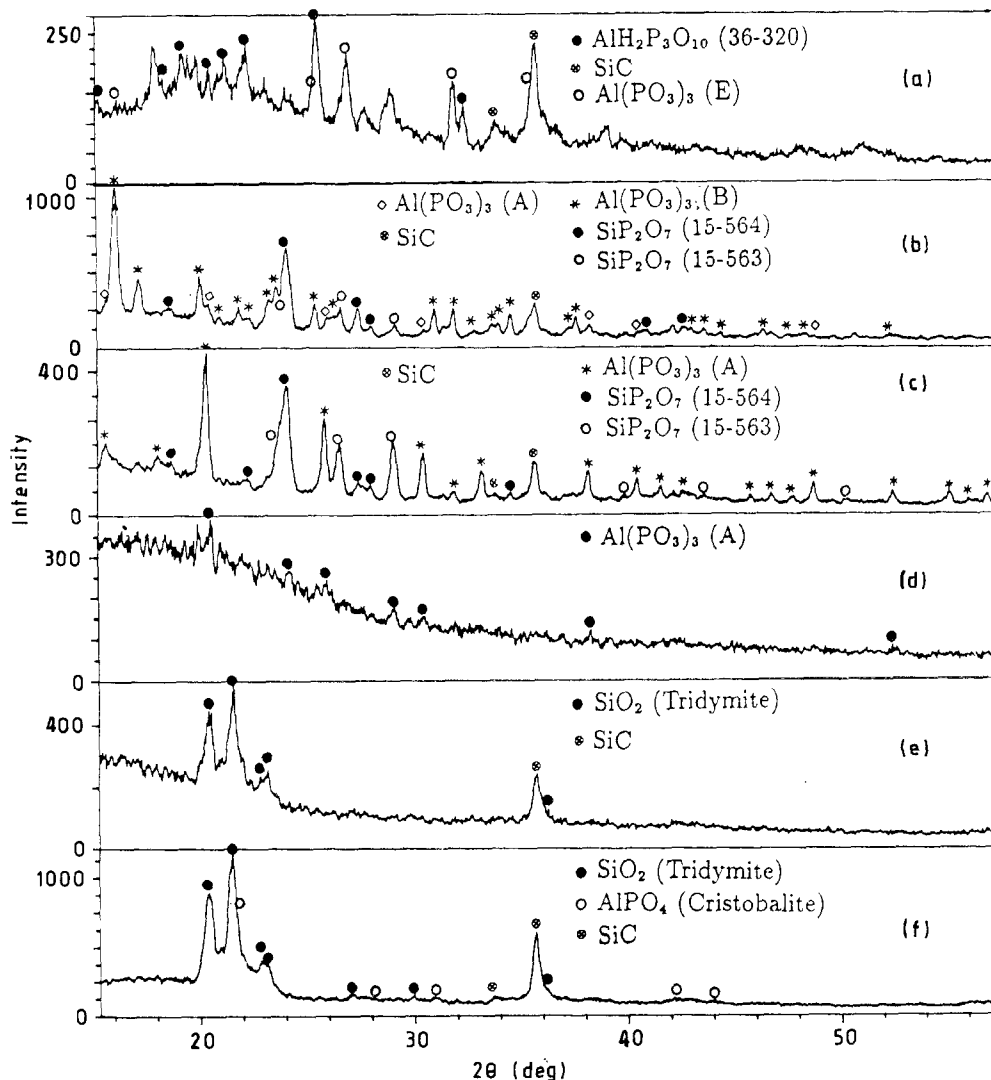 250
● AlH₂P₃O₁₀ (36-320)
⊗ SiC
○ Al(PO₃)₃ (E)
(a)
0
1000
◇ Al(PO₃)₃ (A)
* Al(PO₃)₃ (B)
⊗ SiC
● SiP₂O₇ (15-564)
○ SiP₂O₇ (15-563)
(b)
0
400
⊗ SiC
* Al(PO₃)₃ (A)
● SiP₂O₇ (15-564)
○ SiP₂O₇ (15-563)
(c)
0
Intensity
300
● Al(PO₃)₃ (A)
(d)
0
400
● SiO₂ (Tridymite)
⊗ SiC
(e)
0
1000
● SiO₂ (Tridymite)
○ AlPO₄ (Cristobalite)
⊗ SiC
(f)
0
20 30 40 50
2θ (deg)